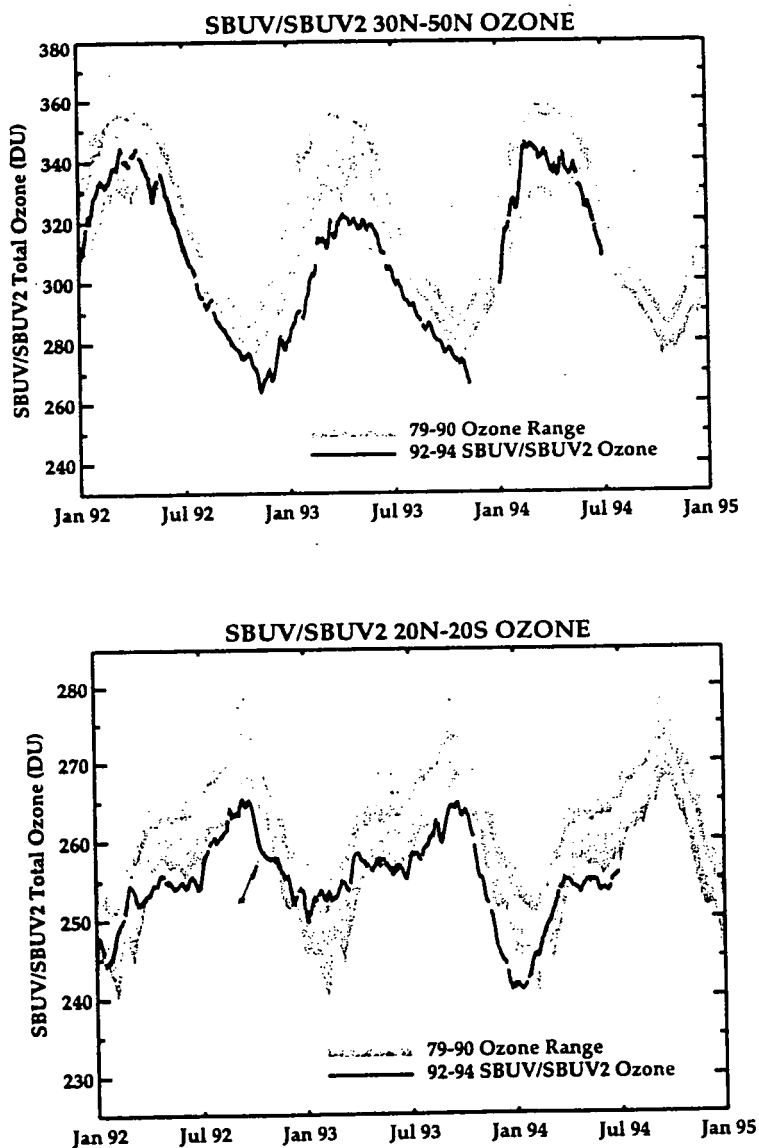 SBUV/SBUV2 30N-50N OZONE
SBUV/SBUV2 Total Ozone (DU)
380
360
340
320
300
280
260
240
79-90 Ozone Range
92-94 SBUV/SBUV2 Ozone
Jan 92 Jul 92 Jan 93 Jul 93 Jan 94 Jul 94 Jan 95
SBUV/SBUV2 20N-20S OZONE
SBUV/SBUV2 Total Ozone (DU)
280
270
260
250
240
230
79-90 Ozone Range
92-94 SBUV/SBUV2 Ozone
Jan 92 Jul 92 Jan 93 Jul 93 Jan 94 Jul 94 Jan 95